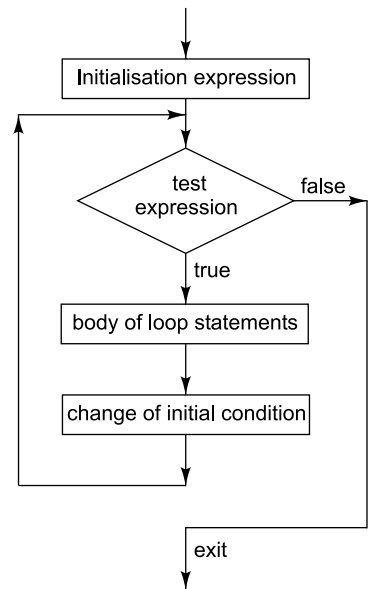 Initialisation expression
test
expression
false
true
body of loop statements
change of initial condition
exit